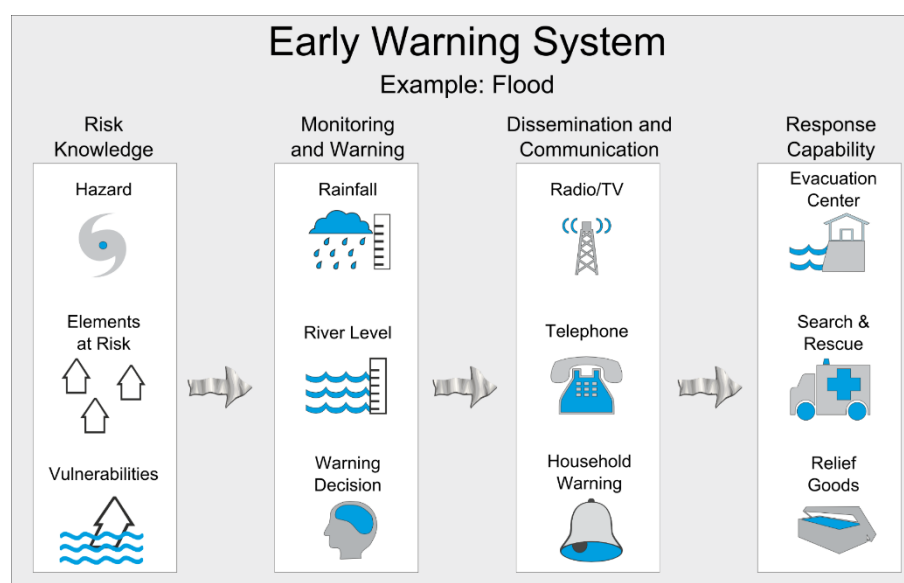 Early Warning System
Example: Flood
Risk
Knowledge
Hazard
Elements
at Risk
Vulnerabilities
Monitoring
and Warning
Rainfall
River Level
Warning
Decision
Dissemination and
Communication
Radio/TV
Telephone
Household
Warning
Response
Capability
Evacuation
Center
Search &
Rescue
Relief
Goods